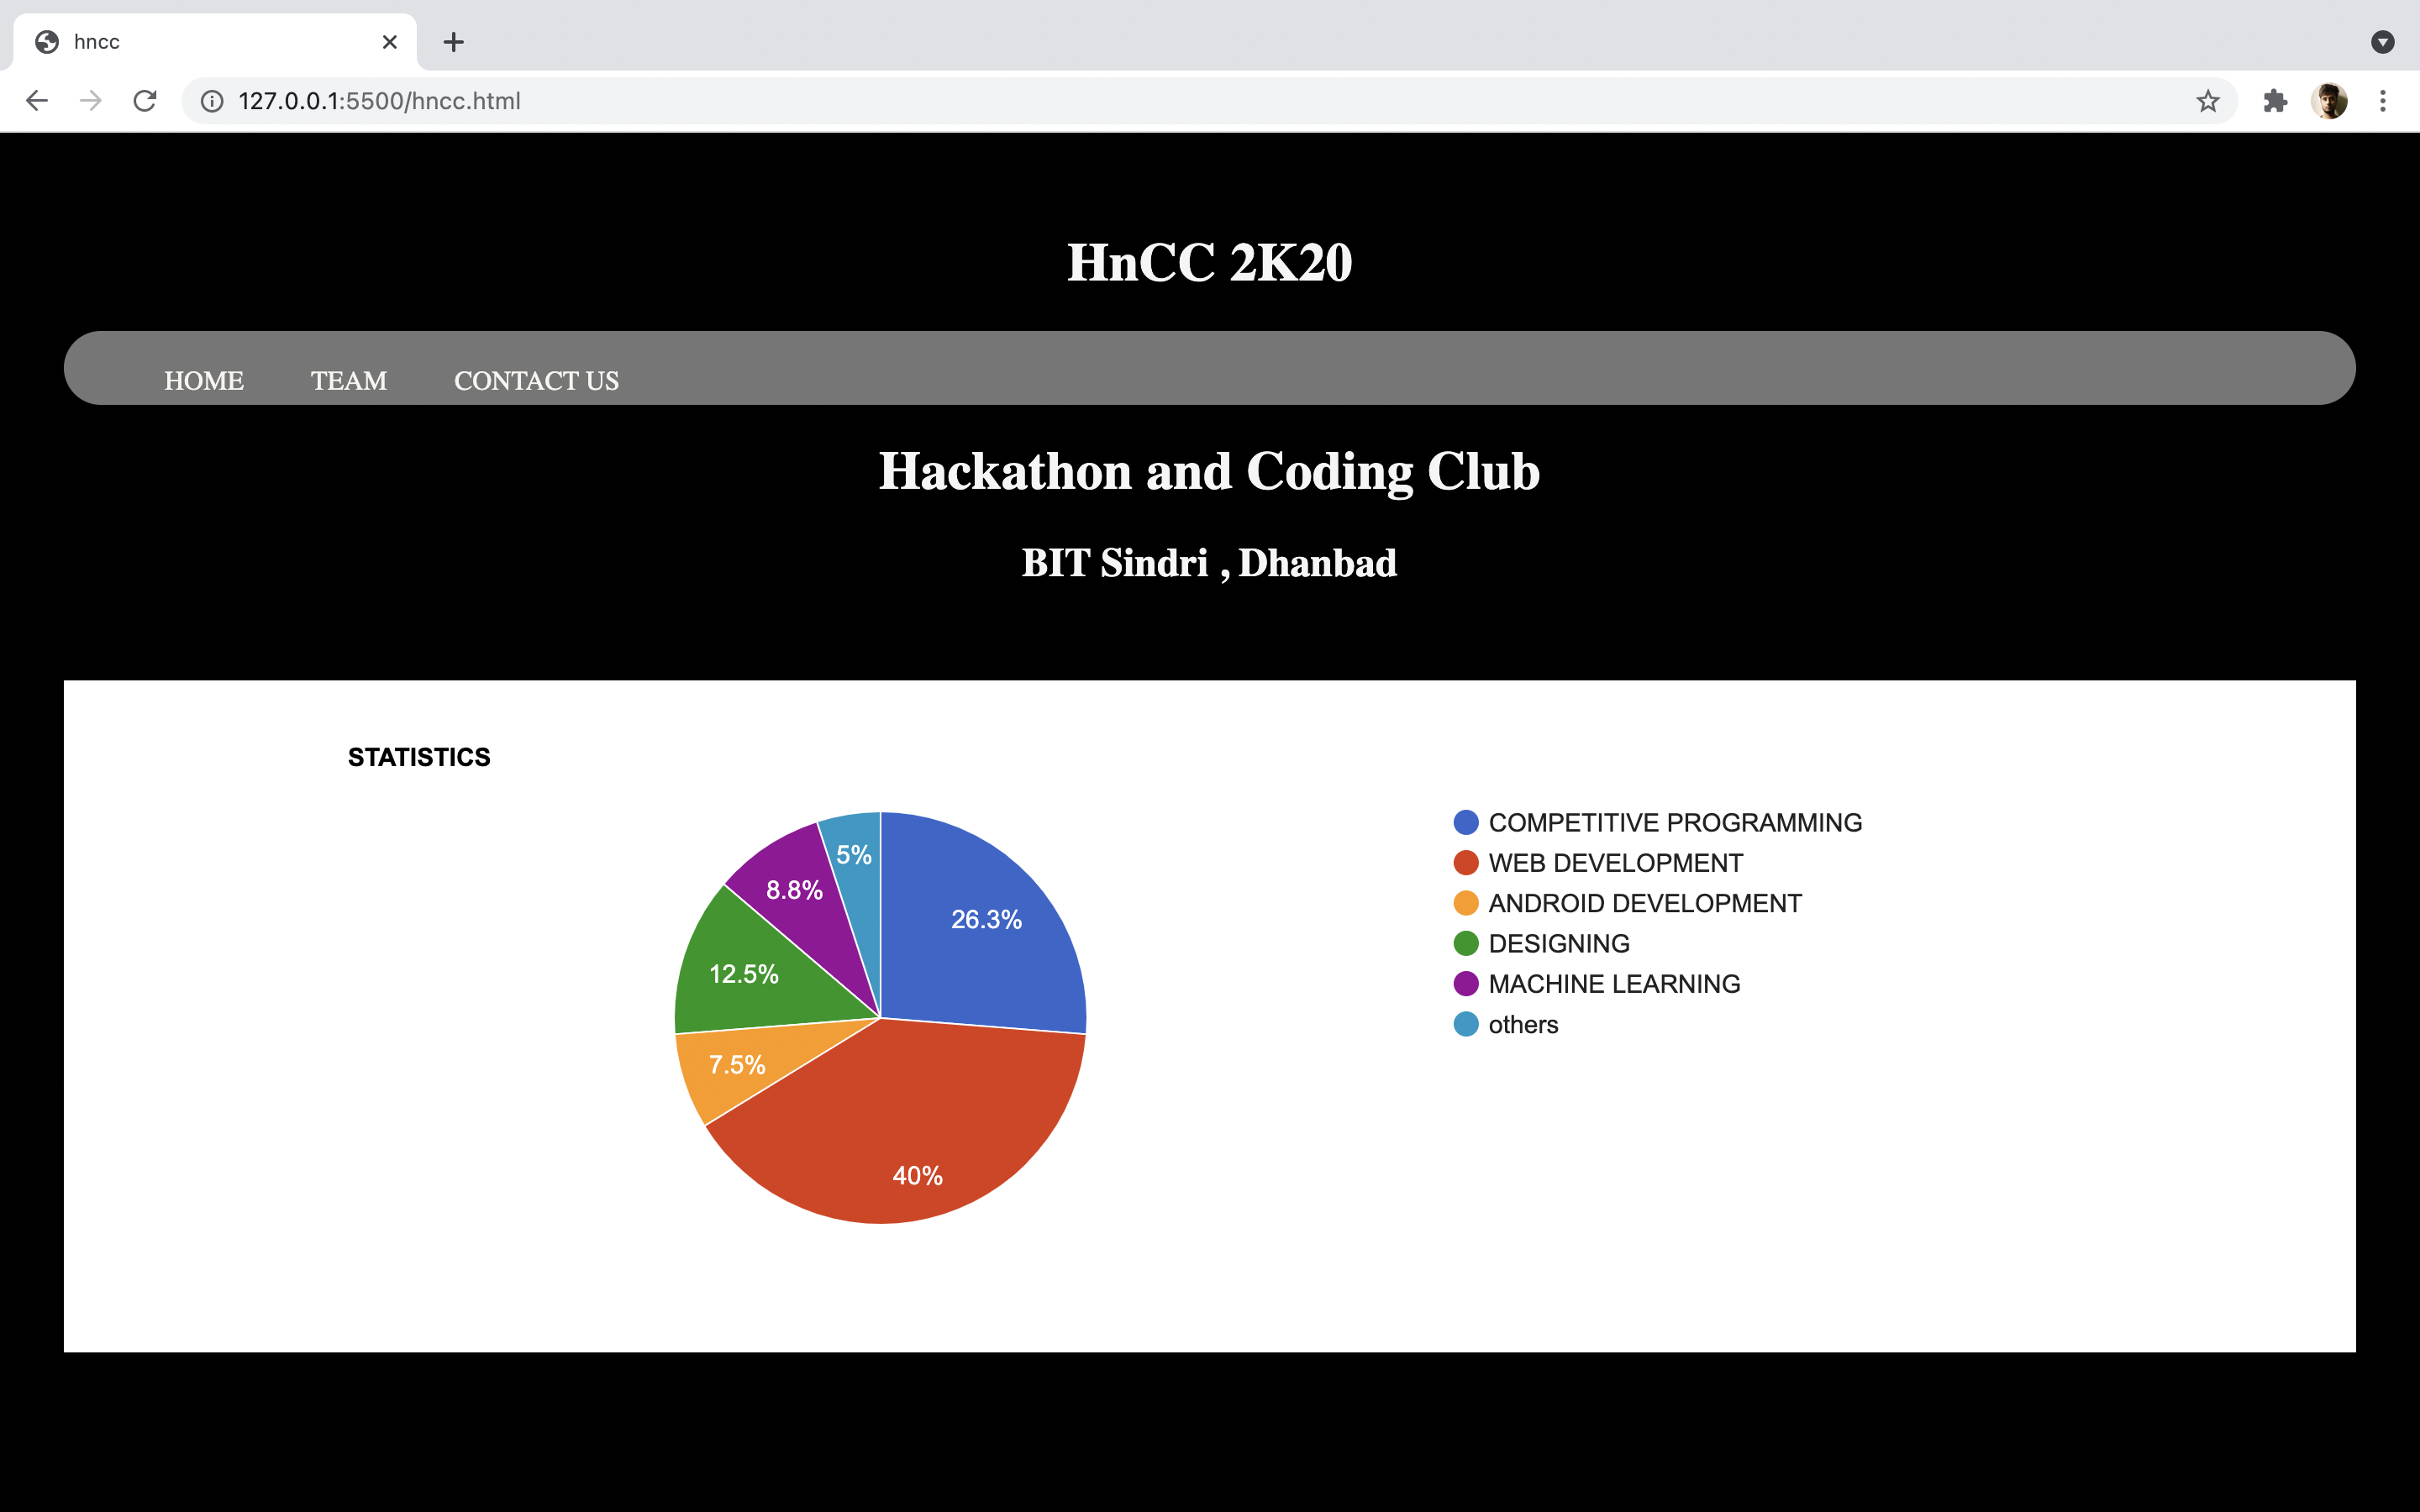 hncc
127.0.0.1:5500/hncc.html
HnCC 2K20
HOME TEAM CONTACT US
Hackathon and Coding Club
BIT Sindri , Dhanbad
STATISTICS
COMPETITIVE PROGRAMMING
WEB DEVELOPMENT
ANDROID DEVELOPMENT
DESIGNING
MACHINE LEARNING
others
5%
8.8%
26.3%
12.5%
7.5%
40%